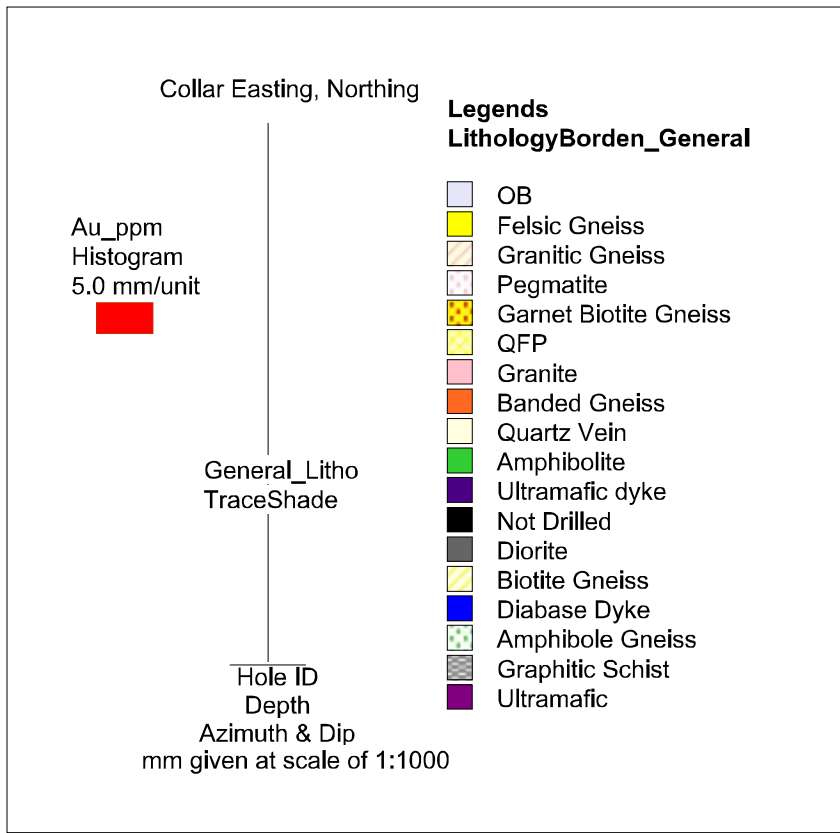 Collar Easting, Northing
Au_ppm
Histogram
5.0 mm/unit
General_Litho
TraceShade
Hole ID
Depth
Azimuth & Dip
mm given at scale of 1:1000
Legends
LithologyBorden_General
OB
Felsic Gneiss
Granitic Gneiss
Pegmatite
Garnet Biotite Gneiss
QFP
Granite
Banded Gneiss
Quartz Vein
Amphibolite
Ultramafic dyke
Not Drilled
Diorite
Biotite Gneiss
Diabase Dyke
Amphibole Gneiss
Graphitic Schist
Ultramafic